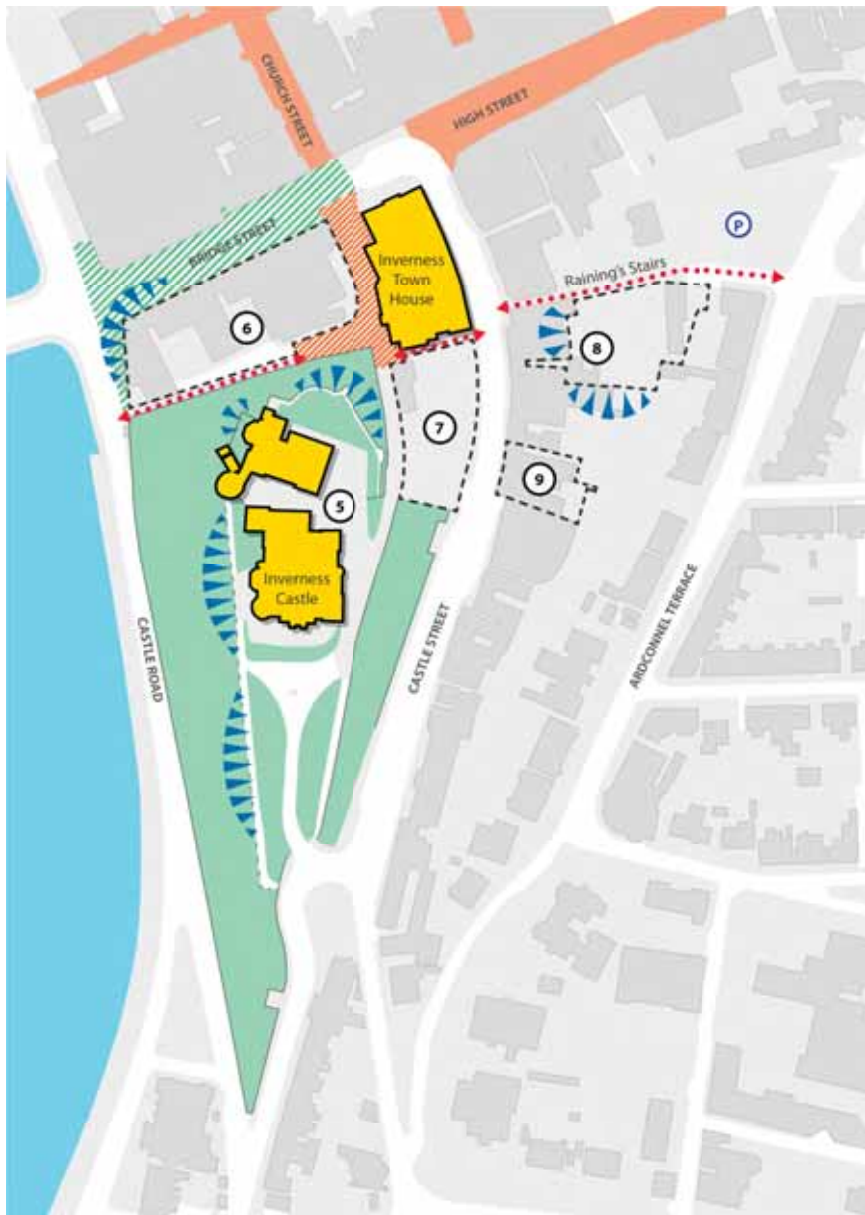 CHURCH STREET
HIGH STREET
P
BRIDGE STREET
Inverness
Town
House
Raining's Stairs
6
8
7
9
5
Inverness
Castle
CASTLE ROAD
CASTLE STREET
ARDCONNEL TERRACE